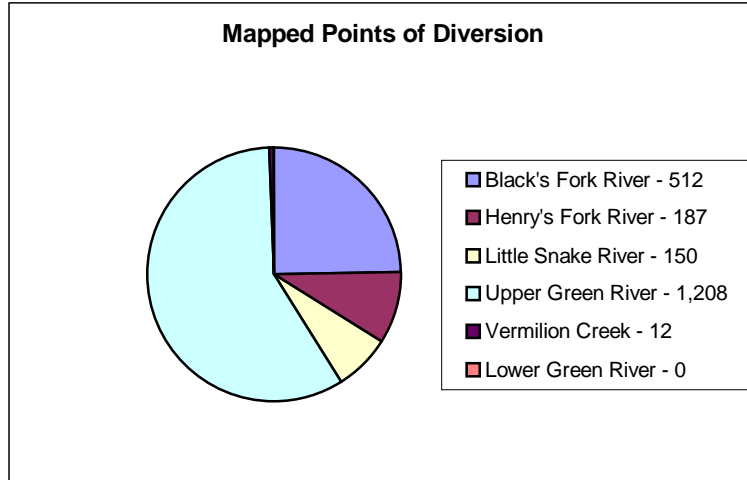 Mapped Points of Diversion
Black's Fork River - 512
Henry's Fork River - 187
Little Snake River - 150
Upper Green River - 1,208
Vermilion Creek - 12
Lower Green River - 0